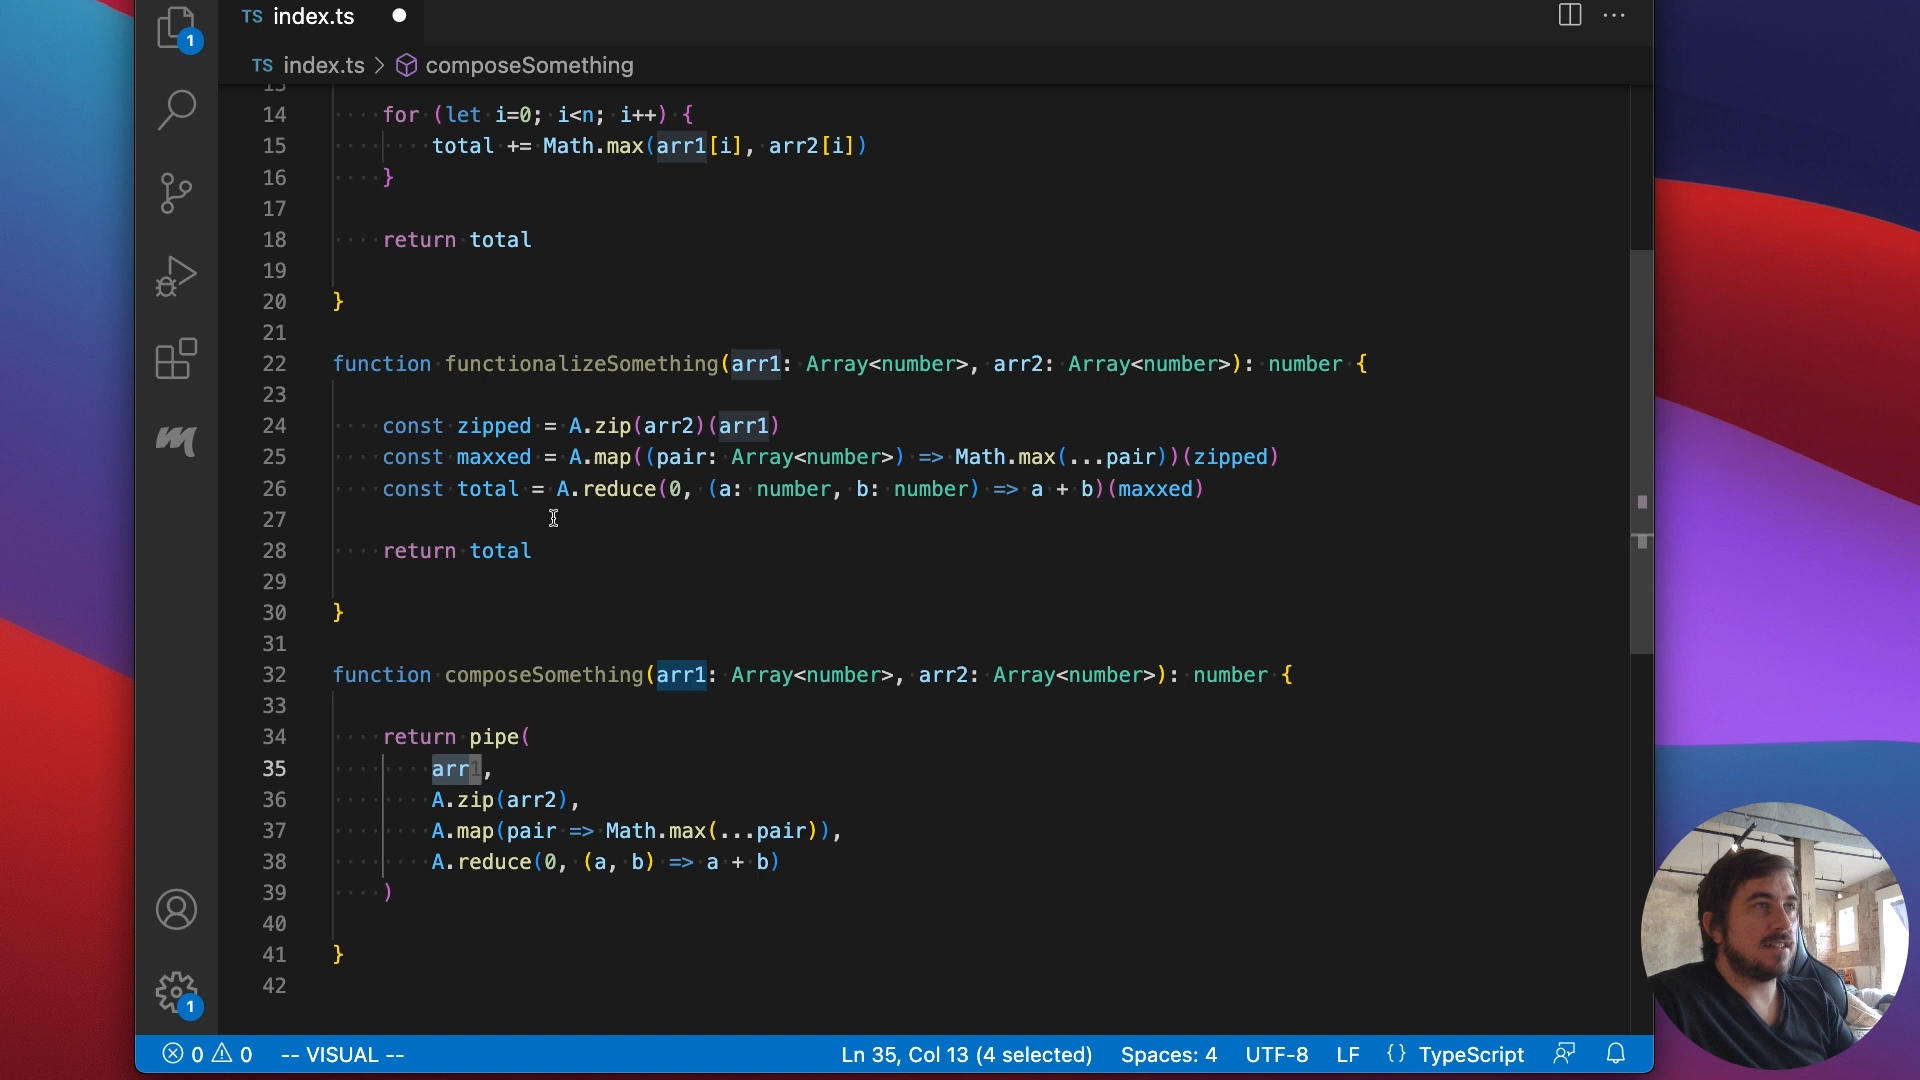 1
TS index.ts
TS index.ts > composeSomething
13
14 for (let i=0; i<n; i++) {
15 total += Math.max(arr1[i], arr2[i])
16 }
17
18 return total
19
20 }
21
22 function functionalizeSomething(arr1: Array<number>, arr2: Array<number>): number {
23
24 const zipped = A.zip(arr2)(arr1)
25 const maxxed = A.map((pair: Array<number>) => Math.max(...pair))(zipped)
26 const total = A.reduce(0, (a: number, b: number) => a + b)(maxxed)
27
28 return total
29
30 }
31
32 function composeSomething(arr1: Array<number>, arr2: Array<number>): number {
33
34 return pipe(
35 arr1,
36 A.zip(arr2),
37 A.map(pair => Math.max(...pair)),
38 A.reduce(0, (a, b) => a + b)
39 )
40
41 }
42
1
0 0 -- VISUAL -- Ln 35, Col 13 (4 selected) Spaces: 4 UTF-8 LF {} TypeScript